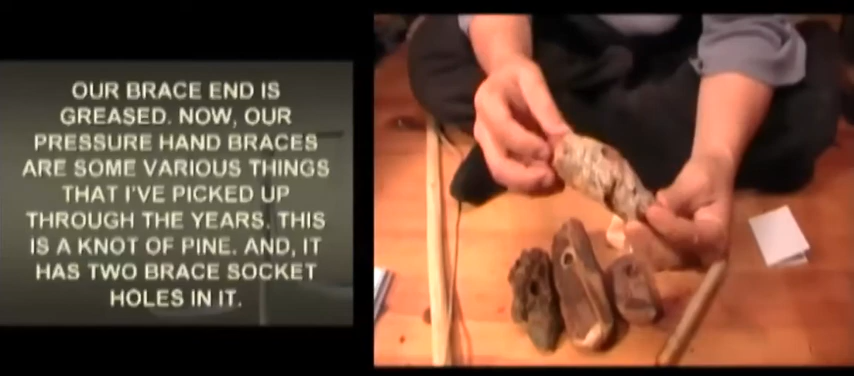 OUR BRACE END IS
GREASED. NOW, OUR
PRESSURE HAND BRACES
ARE SOME VARIOUS THINGS
THAT I'VE PICKED UP
THROUGH THE YEARS. THIS
IS A KNOT OF PINE. AND, IT
HAS TWO BRACE SOCKET
HOLES IN IT.